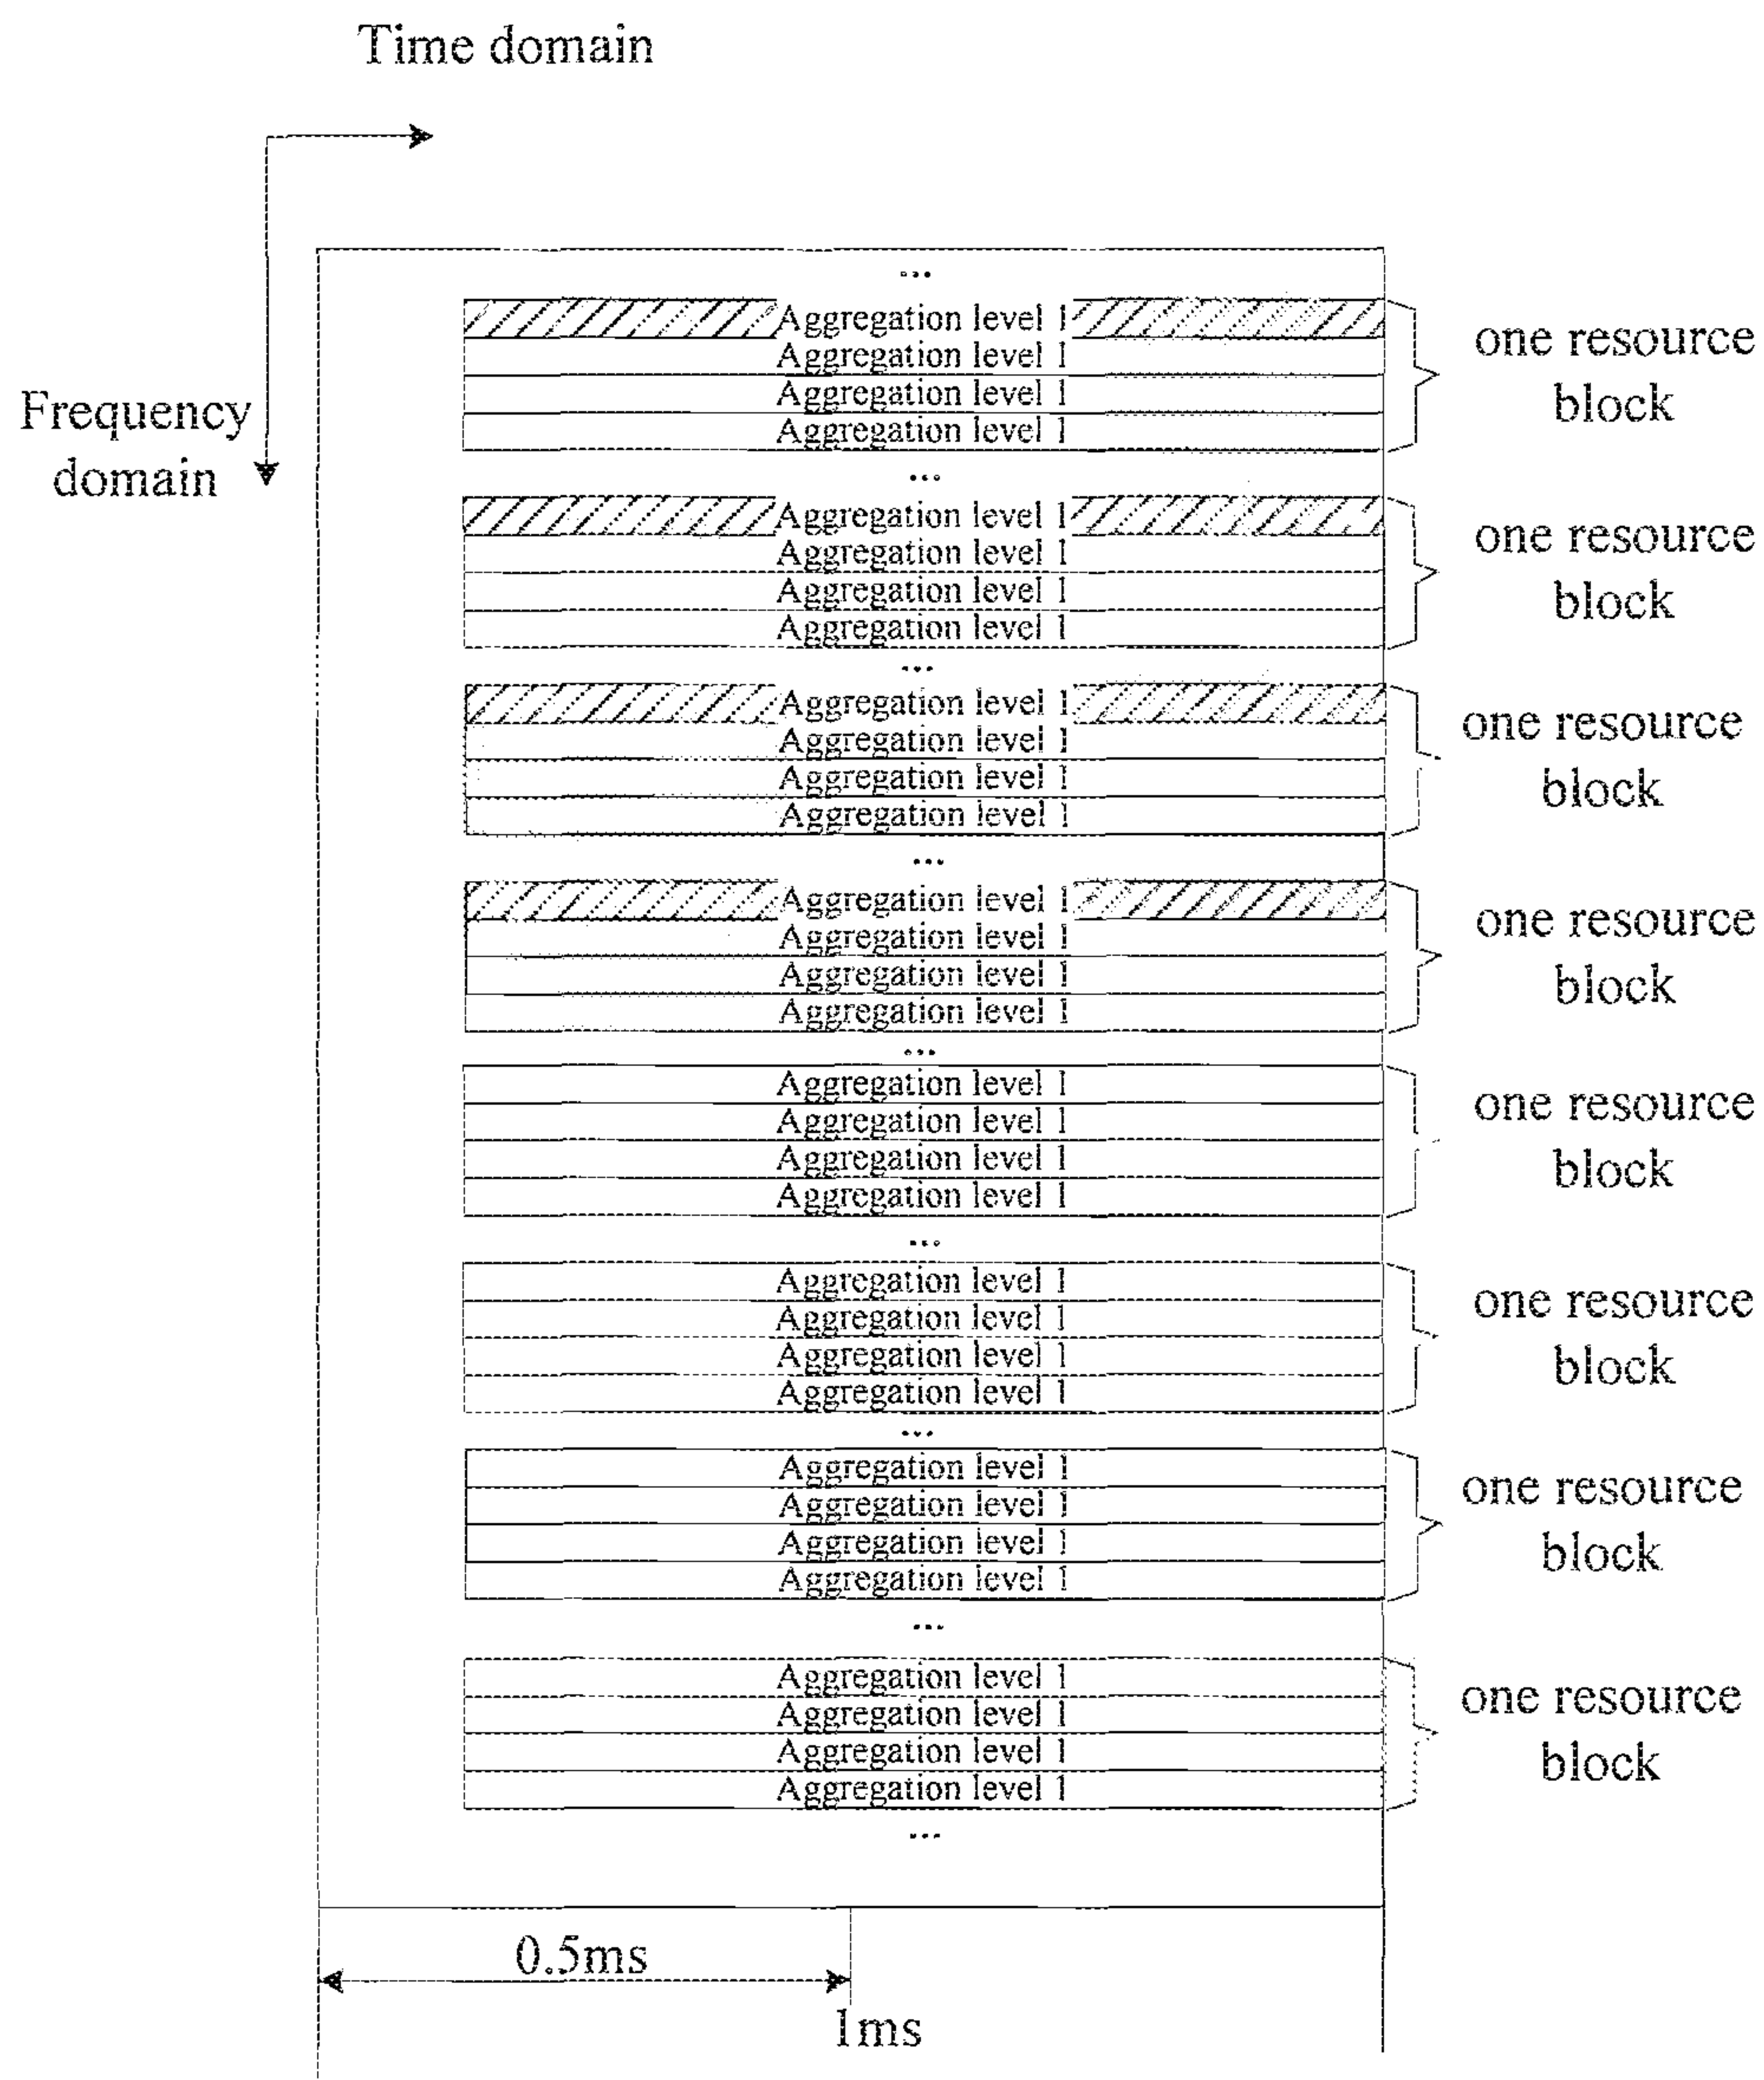 Time domain
Frequency
domain
...
Aggregation level 1
Aggregation level 1
Aggregation level 1
Aggregation level 1
one resource
block
...
Aggregation level 1
Aggregation level 1
Aggregation level 1
Aggregation level 1
one resource
block
...
Aggregation level 1
Aggregation level 1
Aggregation level 1
Aggregation level 1
one resource
block
...
Aggregation level 1
Aggregation level 1
Aggregation level 1
Aggregation level 1
one resource
block
...
Aggregation level 1
Aggregation level 1
Aggregation level 1
Aggregation level 1
one resource
block
...
Aggregation level 1
Aggregation level 1
Aggregation level 1
Aggregation level 1
one resource
block
...
Aggregation level 1
Aggregation level 1
Aggregation level 1
Aggregation level 1
one resource
block
...
Aggregation level 1
Aggregation level 1
Aggregation level 1
Aggregation level 1
one resource
block
...
0.5ms
1ms